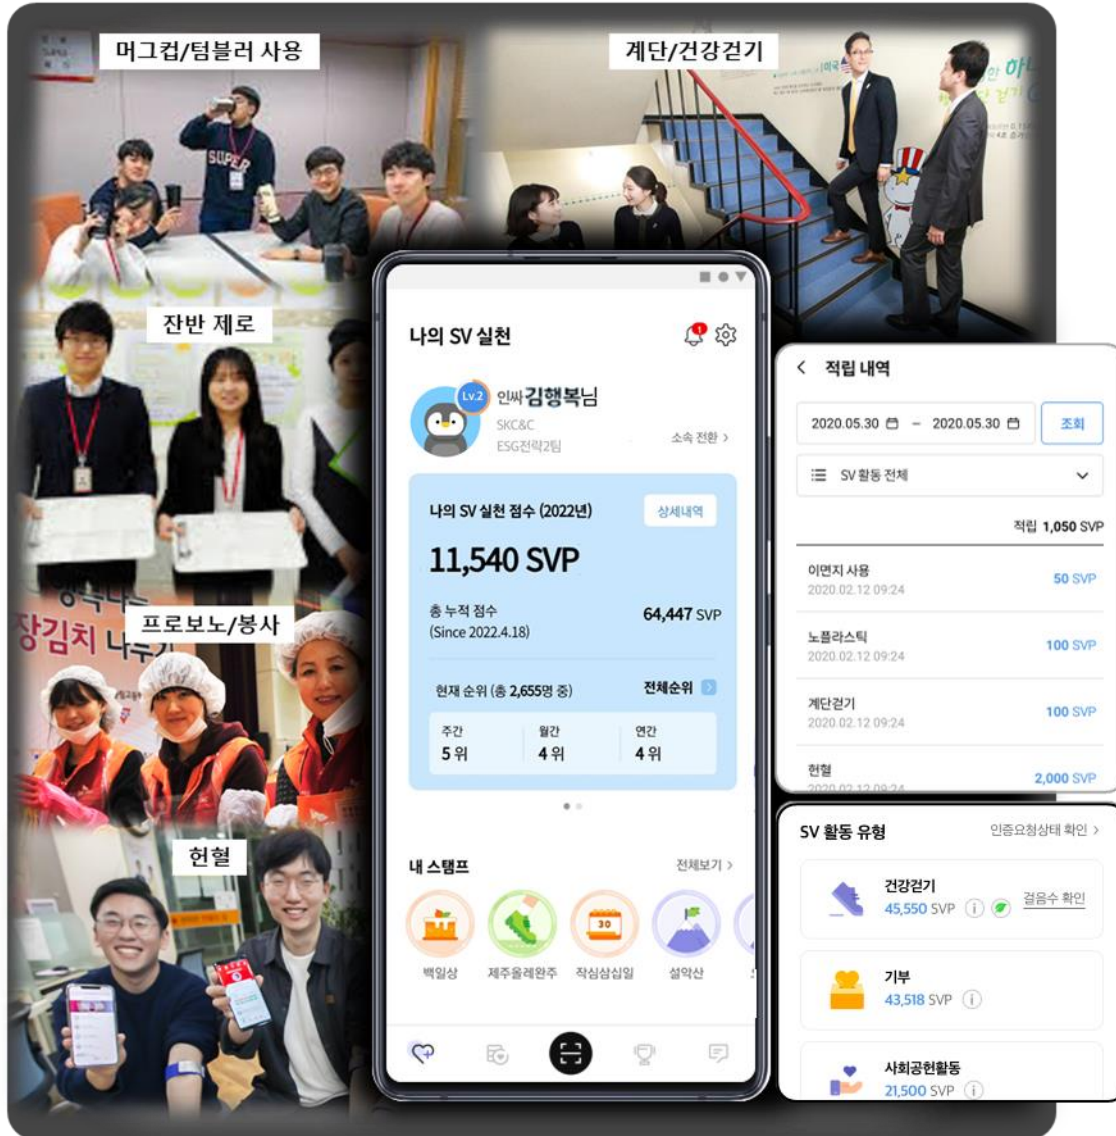 머그컵/텀블러 사용
계단/건강걷기
SUPER
미국
하나
잔반 제로
프로보노/봉사
장김치 나누기
헌혈
나의 SV 실천
1
Lv.2
인싸 김행복님
SKC&C
ESG전략2팀
소속 전환 >
나의 SV 실천 점수 (2022년)
상세내역
11,540 SVP
총 누적 점수
(Since 2022.4.18)
64,447 SVP
현재 순위 (총 2,655명 중)
전체순위 >
주간
월간
연간
5 위
4 위
4 위
내 스탬프
전체보기 >
30
백일상
제주올레완주
작심삼십일
설악산
< 적립 내역
2020.05.30 – 2020.05.30
조회
SV 활동 전체
적립 1,050 SVP
이면지 사용
2020.02.12 09:24
50 SVP
노플라스틱
2020.02.12 09:24
100 SVP
계단걷기
2020.02.12 09:24
100 SVP
헌혈
2020.02.12 09:24
2,000 SVP
SV 활동 유형
인증요청상태 확인 >
건강걷기
45,550 SVP
걸음수 확인
기부
43,518 SVP
사회공헌활동
21,500 SVP